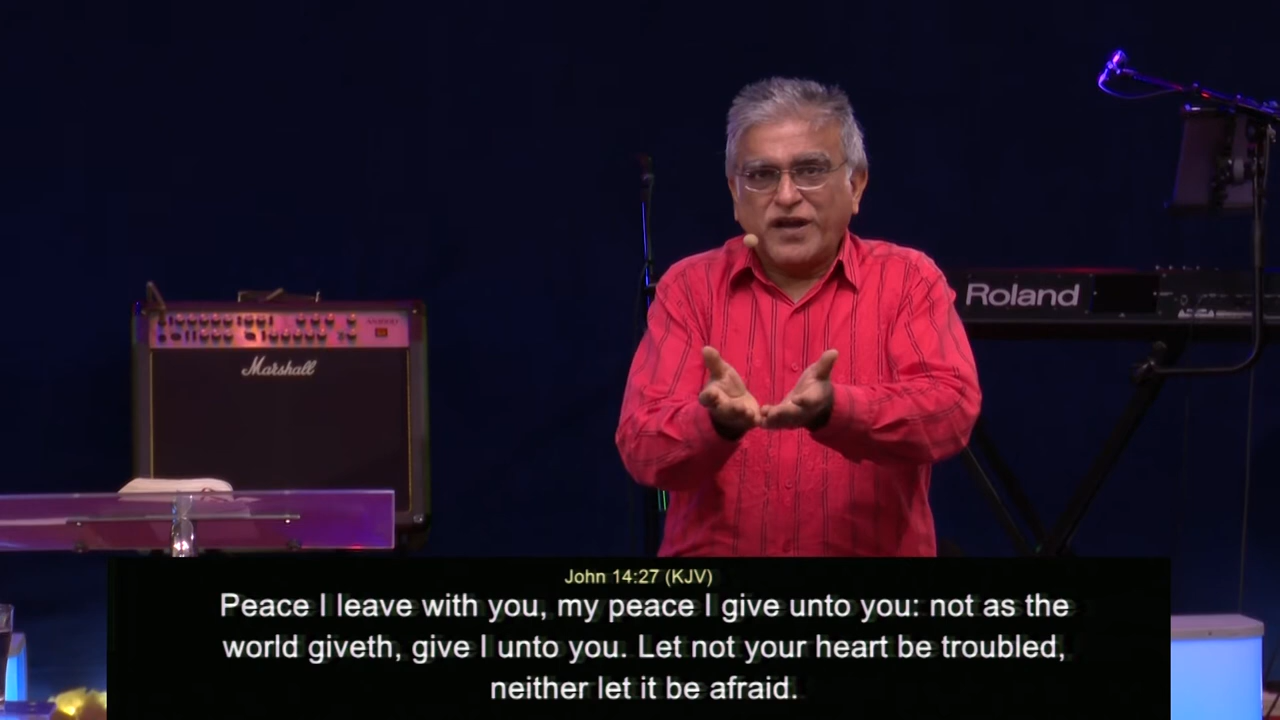 Roland
Marshall
John 14:27 (KJV)
Peace I leave with you, my peace I give unto you: not as the
world giveth, give I unto you. Let not your heart be troubled,
neither let it be afraid.